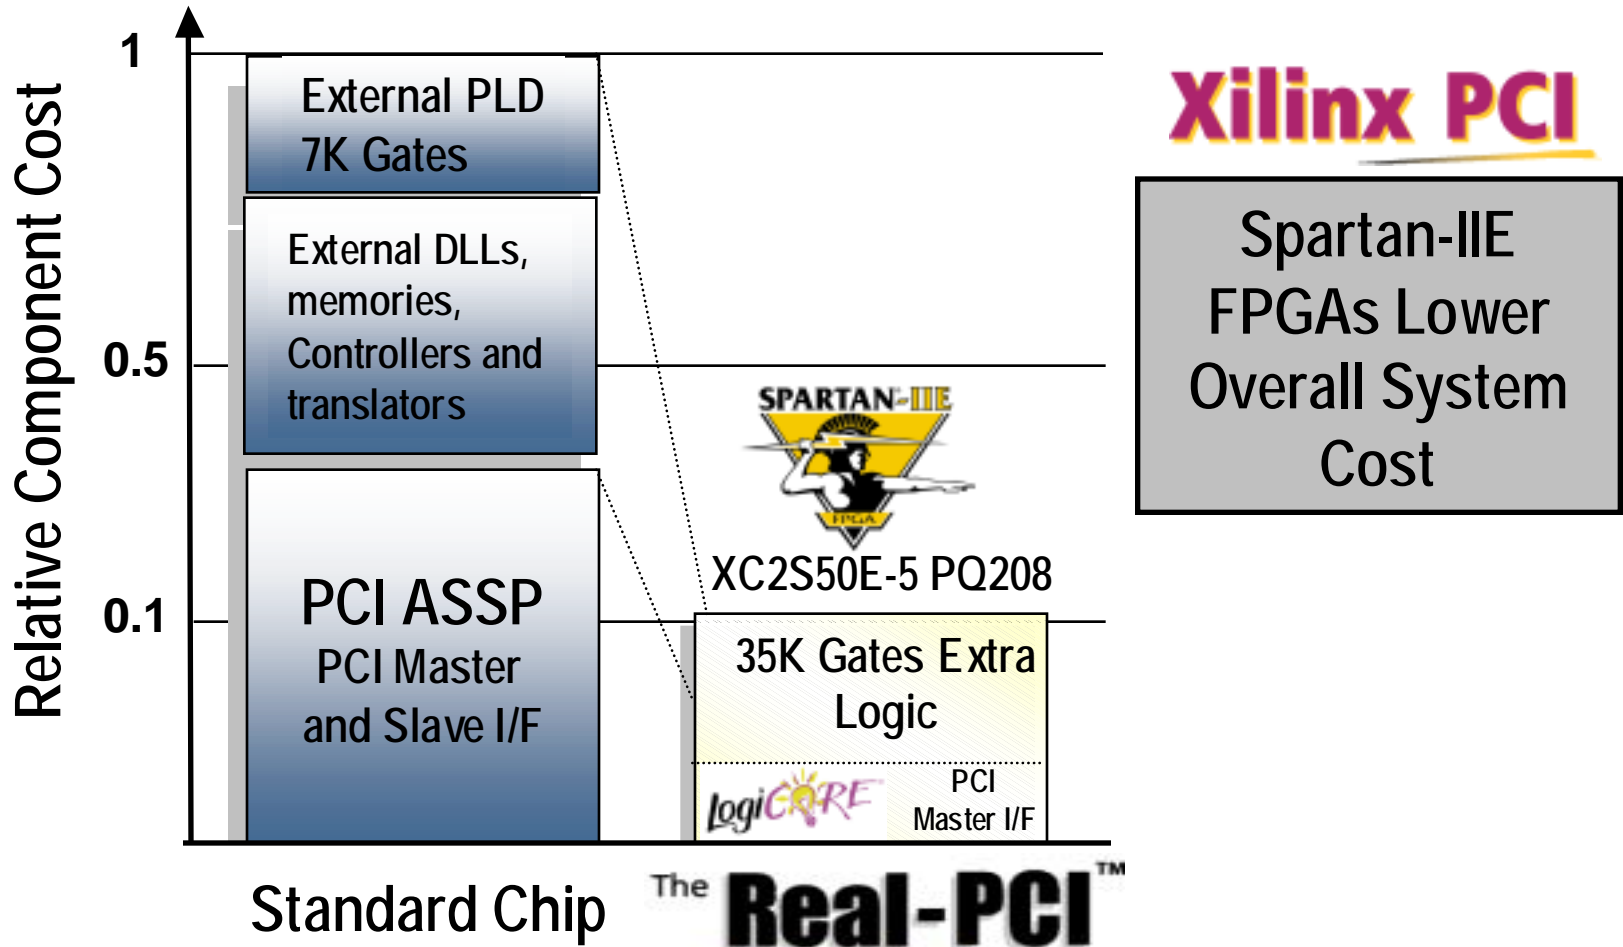 Relative Component Cost
1
0.5
0.1
External PLD
7K Gates
External DLLs,
memories,
Controllers and
translators
PCI ASSP
PCI Master
and Slave I/F
Standard Chip
SPARTAN-IIE
FPGA
XC2S50E-5 PQ208
35K Gates Extra
Logic
LogiCORE
PCI
Master I/F
The Real-PCI™
Xilinx PCI
Spartan-IIE
FPGAs Lower
Overall System
Cost